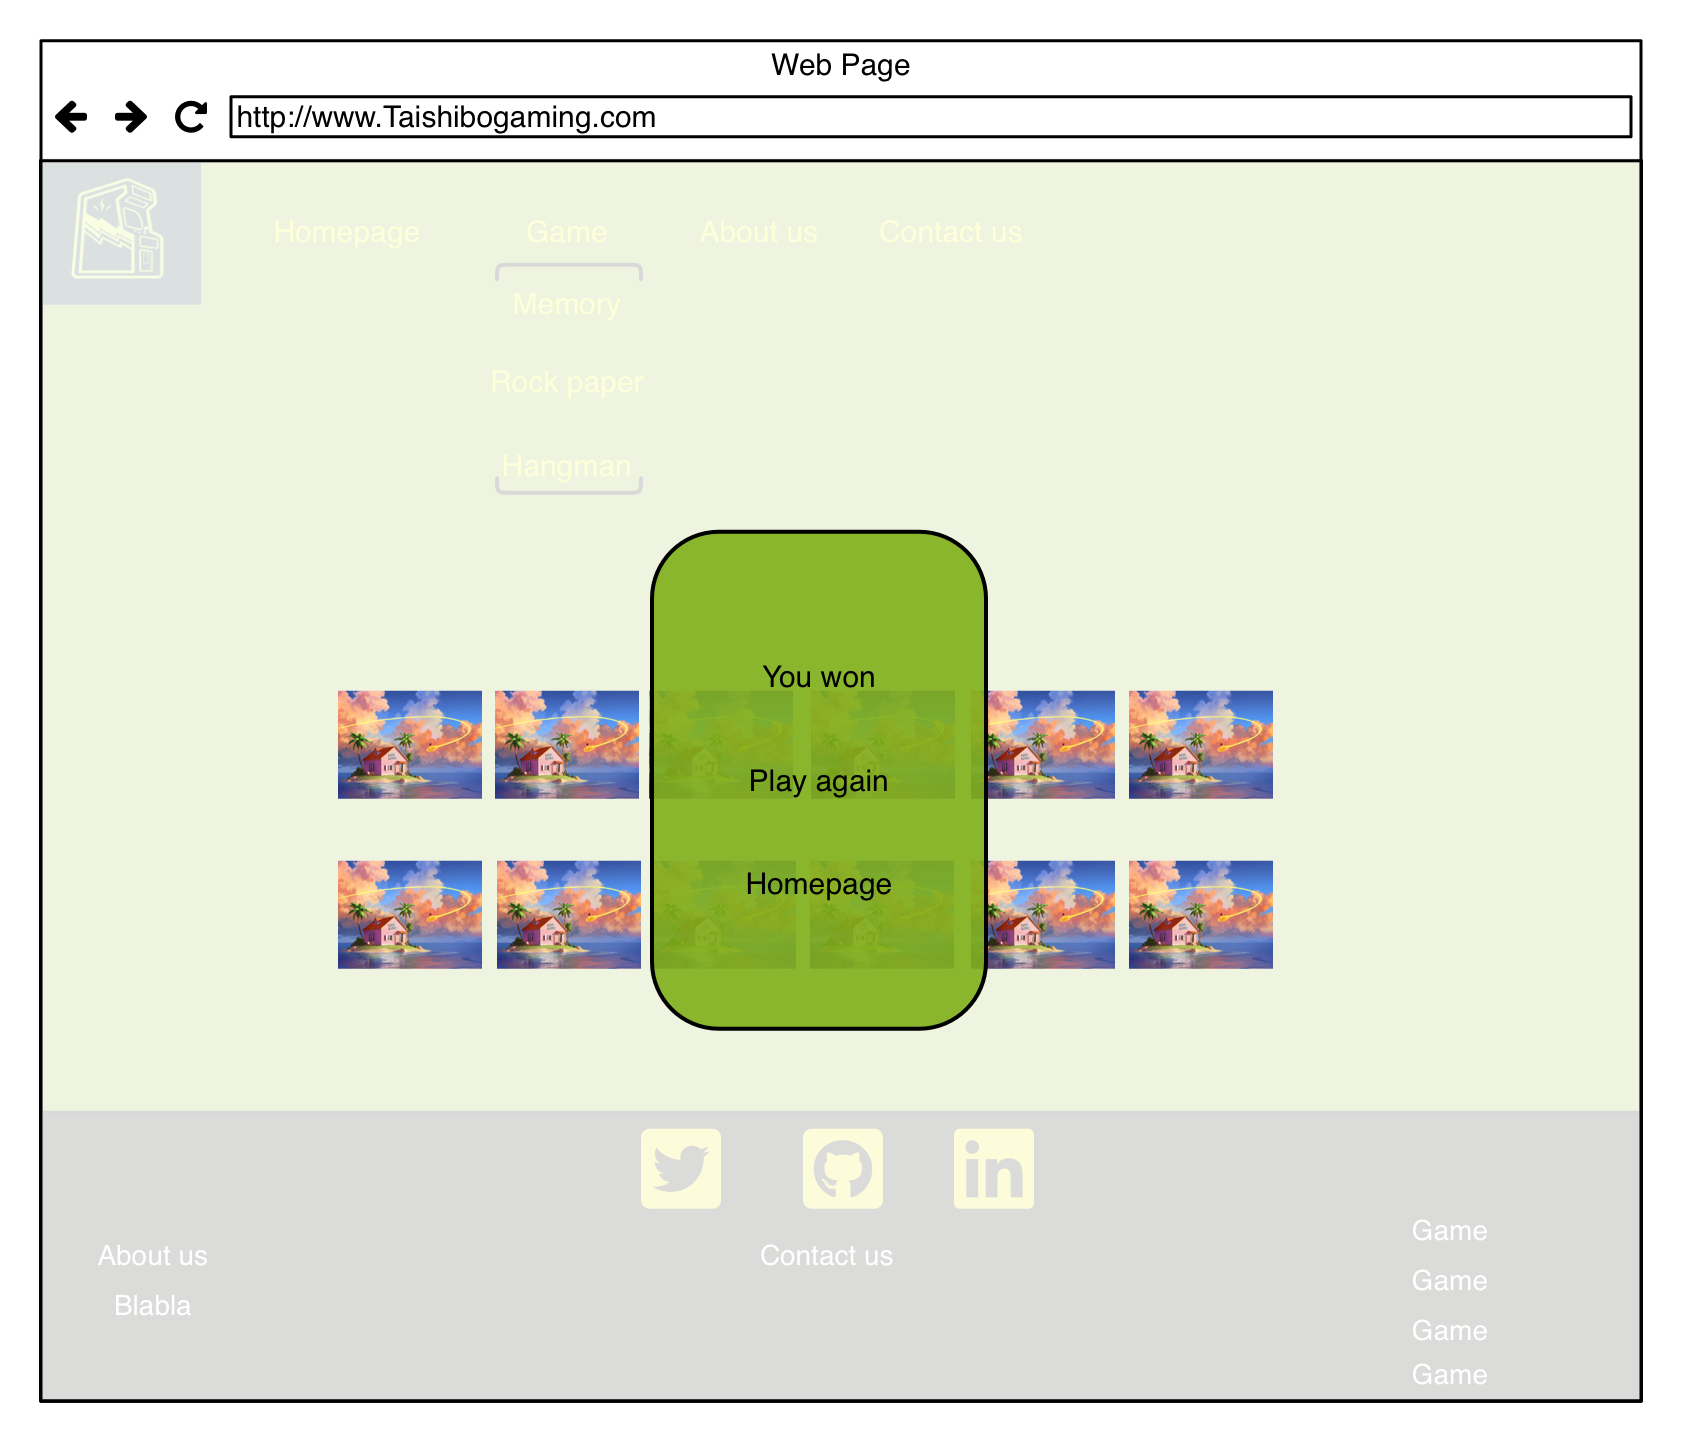 Web Page
http://www.Taishibogaming.com
Homepage
Game
About us
Contact us
Memory
Rock paper
Hangman
You won
Play again
Homepage
About us
Blabla
Contact us
Game
Game
Game
Game